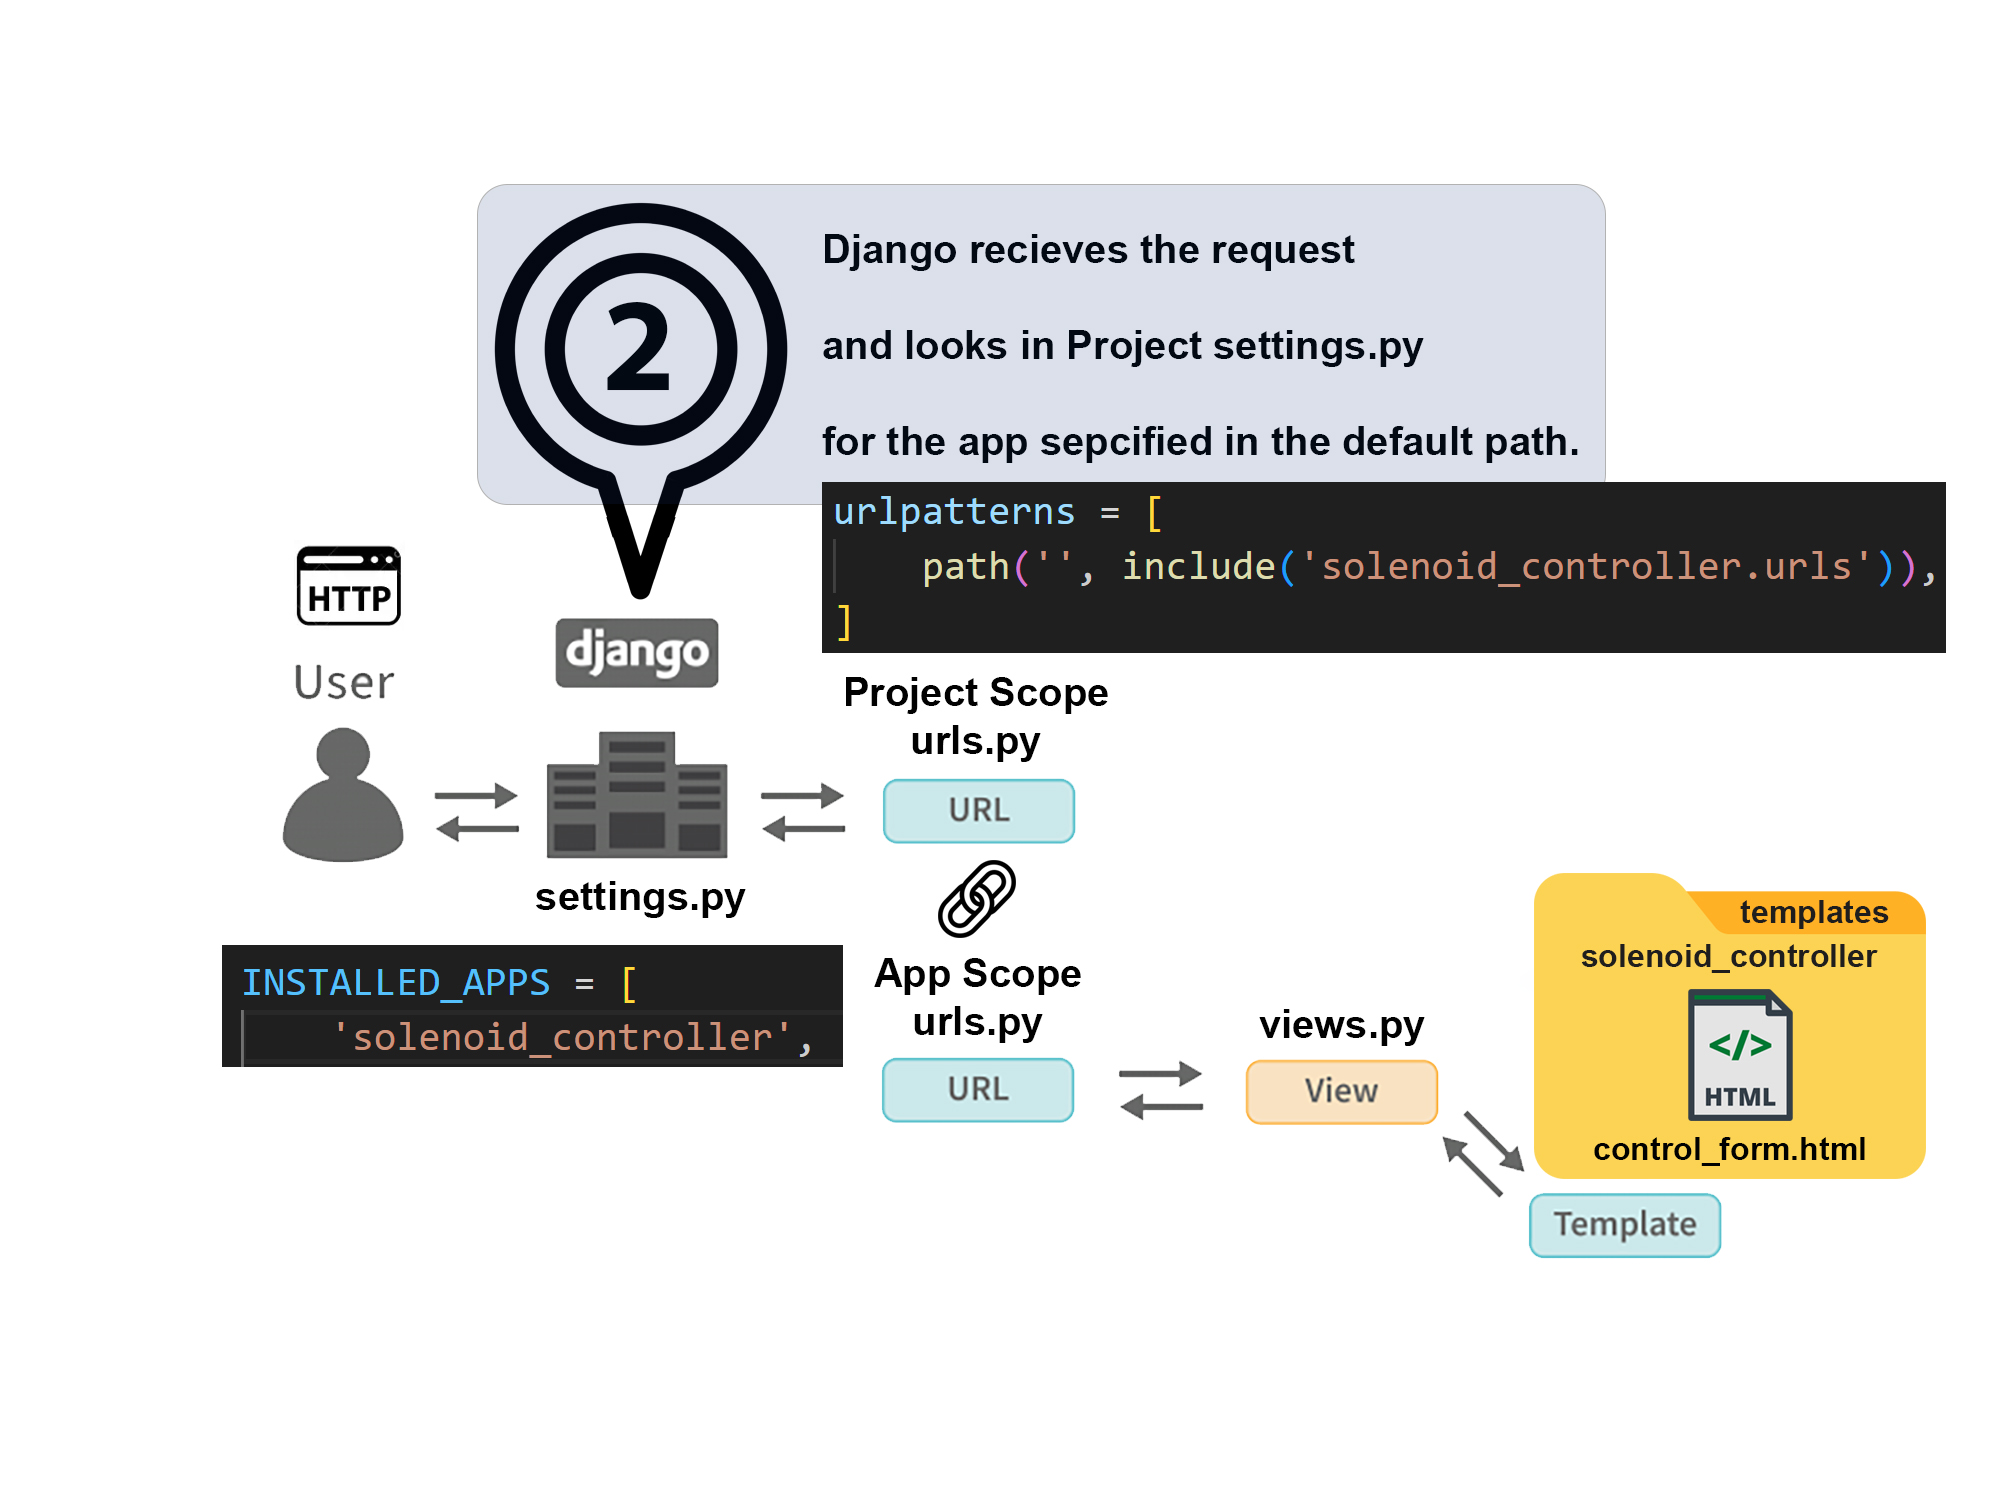 2
Django recieves the request
and looks in Project settings.py
for the app sepcified in the default path.
urlpatterns = [
    path('', include('solenoid_controller.urls')),
]
HTTP
User
django
Project Scope
urls.py
URL
settings.py
INSTALLED_APPS = [
    'solenoid_controller',
App Scope
urls.py
URL
views.py
View
templates
solenoid_controller
</>
HTML
control_form.html
Template